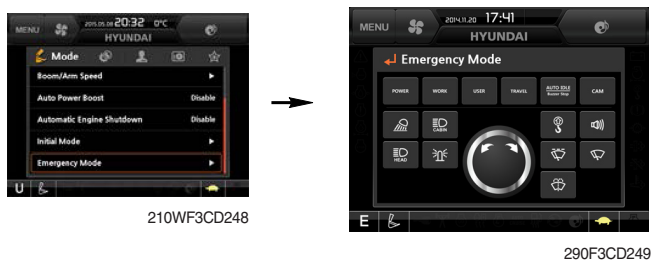 MENU
2015.05.08 20:32 0℃
HYUNDAI
Mode
Boom/Arm Speed
Auto Power Boost Disable
Automatic Engine Shutdown Disable
Initial Mode
Emergency Mode
U
210WF3CD248
MENU
2014.11.20 17:41
HYUNDAI
Emergency Mode
POWER WORK USER TRAVEL AUTO IDLE CAM
Buzzer Stop
CABIN
HEAD
E
290F3CD249